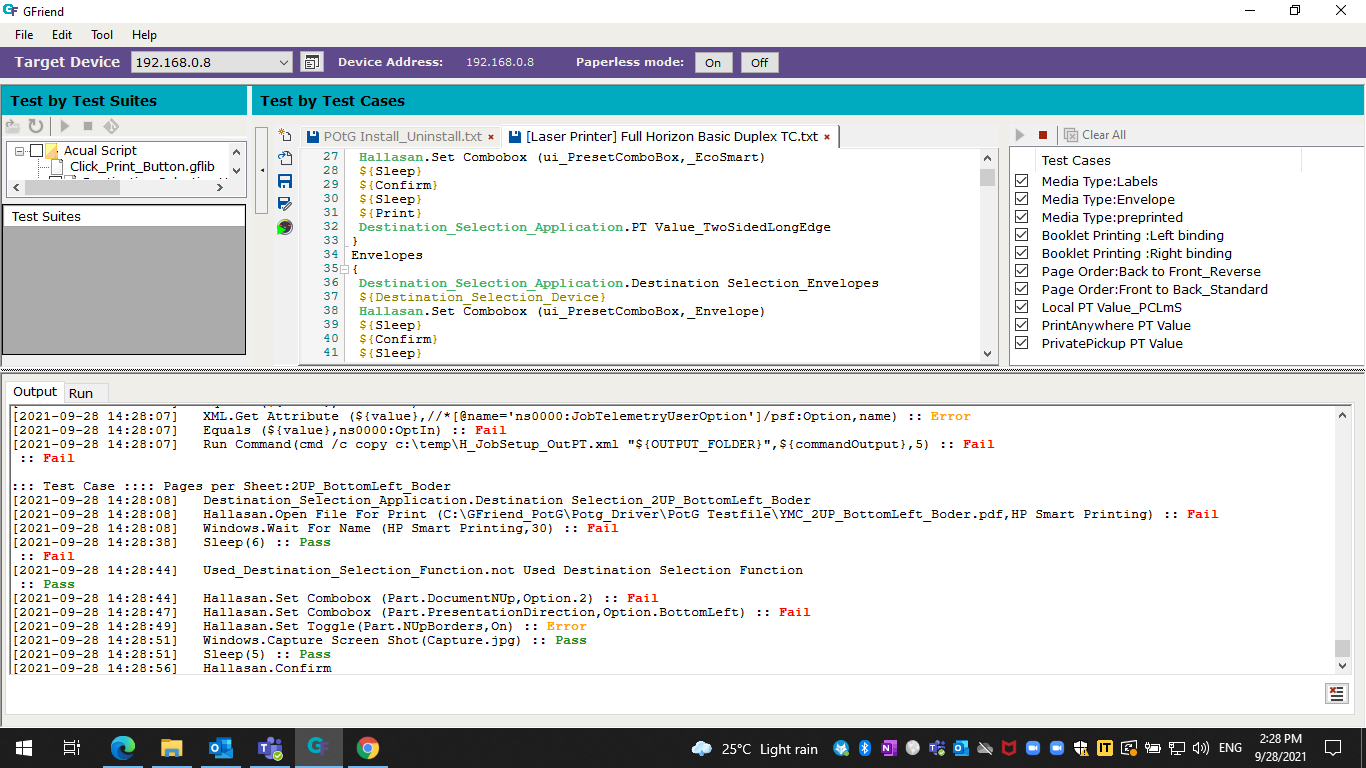 GFriend
File Edit Tool Help
Target Device 192.168.0.8 Device Address: 192.168.0.8 Paperless mode: On Off
Test by Test Suites
Test by Test Cases
Acual Script
Click_Print_Button.gflib
Test Suites
POtG Install_Uninstall.txt × [Laser Printer] Full Horizon Basic Duplex TC.txt ×
27 Hallasan.Set Combobox (ui_PresetComboBox,_EcoSmart)
28 ${Sleep}
29 ${Confirm}
30 ${Sleep}
31 ${Print}
32 Destination_Selection_Application.PT Value_TwoSidedLongEdge
33 }
34 Envelopes
35 {
36 Destination_Selection_Application.Destination Selection_Envelopes
37 ${Destination_Selection_Device}
38 Hallasan.Set Combobox (ui_PresetComboBox,_Envelope)
39 ${Sleep}
40 ${Confirm}
41 ${Sleep}
Clear All
Test Cases
Media Type:Labels
Media Type:Envelope
Media Type:preprinted
Booklet Printing :Left binding
Booklet Printing :Right binding
Page Order:Back to Front_Reverse
Page Order:Front to Back_Standard
Local PT Value_PCLmS
PrintAnywhere PT Value
PrivatePickup PT Value
Output Run
[2021-09-28 14:28:07] XML.Get Attribute (${value},//*[@name='ns0000:JobTelemetryUserOption']/psf:Option,name) :: Error
[2021-09-28 14:28:07] Equals (${value},ns0000:OptIn) :: Fail
[2021-09-28 14:28:07] Run Command(cmd /c copy c:\temp\H_JobSetup_OutPT.xml "${OUTPUT_FOLDER}",${commandOutput},5) :: Fail
:: Fail
::: Test Case :::: Pages per Sheet:2UP_BottomLeft_Boder
[2021-09-28 14:28:08] Destination_Selection_Application.Destination Selection_2UP_BottomLeft_Boder
[2021-09-28 14:28:08] Hallasan.Open File For Print (C:\GFriend_PotG\Potg_Driver\PotG Testfile\YMC_2UP_BottomLeft_Boder.pdf,HP Smart Printing) :: Fail
[2021-09-28 14:28:08] Windows.Wait For Name (HP Smart Printing,30) :: Fail
[2021-09-28 14:28:38] Sleep(6) :: Pass
:: Fail
[2021-09-28 14:28:44] Used_Destination_Selection_Function.not Used Destination Selection Function
:: Pass
[2021-09-28 14:28:44] Hallasan.Set Combobox (Part.DocumentNUp,Option.2) :: Fail
[2021-09-28 14:28:47] Hallasan.Set Combobox (Part.PresentationDirection,Option.BottomLeft) :: Fail
[2021-09-28 14:28:49] Hallasan.Set Toggle(Part.NUpBorders,On) :: Error
[2021-09-28 14:28:51] Windows.Capture Screen Shot(Capture.jpg) :: Pass
[2021-09-28 14:28:51] Sleep(5) :: Pass
[2021-09-28 14:28:56] Hallasan.Confirm
GF 25°C Light rain IT ENG 2:28 PM
9/28/2021